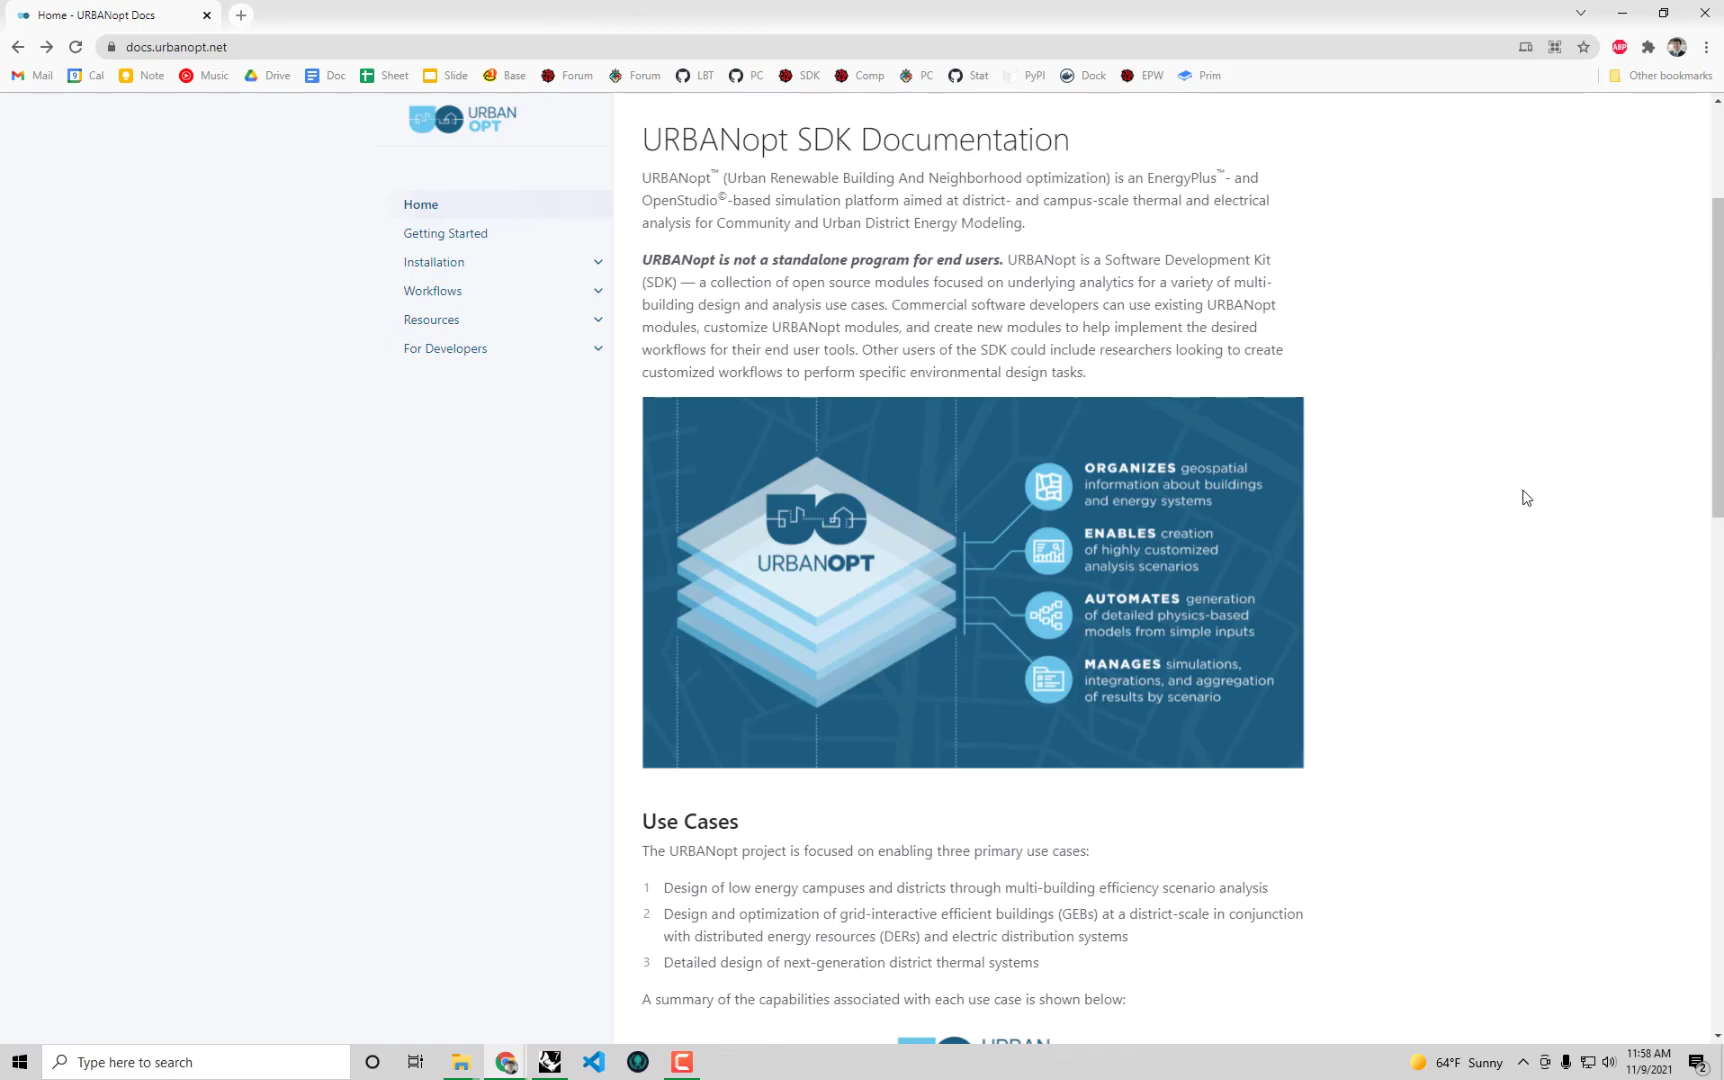 Home - URBANopt Docs
docs.urbanopt.net
ABP
Mail Cal Note Music Drive Doc Sheet Slide Base Forum Forum LBT PC SDK Comp PC Stat PyPI Dock EPW Prim Other bookmarks
URBAN
OPT
Home
Getting Started
Installation
Workflows
Resources
For Developers
URBANopt SDK Documentation
URBANopt™ (Urban Renewable Building And Neighborhood optimization) is an EnergyPlus™- and
OpenStudio©-based simulation platform aimed at district- and campus-scale thermal and electrical
analysis for Community and Urban District Energy Modeling.
URBANopt is not a standalone program for end users. URBANopt is a Software Development Kit
(SDK) — a collection of open source modules focused on underlying analytics for a variety of multi-
building design and analysis use cases. Commercial software developers can use existing URBANopt
modules, customize URBANopt modules, and create new modules to help implement the desired
workflows for their end user tools. Other users of the SDK could include researchers looking to create
customized workflows to perform specific environmental design tasks.
URBANOPT
ORGANIZES geospatial
information about buildings
and energy systems
ENABLES creation
of highly customized
analysis scenarios
AUTOMATES generation
of detailed physics-based
models from simple inputs
MANAGES simulations,
integrations, and aggregation
of results by scenario
Use Cases
The URBANopt project is focused on enabling three primary use cases:
1 Design of low energy campuses and districts through multi-building efficiency scenario analysis
2 Design and optimization of grid-interactive efficient buildings (GEBs) at a district-scale in conjunction
with distributed energy resources (DERs) and electric distribution systems
3 Detailed design of next-generation district thermal systems
A summary of the capabilities associated with each use case is shown below:
URBAN
Type here to search
64°F Sunny
11:58 AM
11/9/2021
2